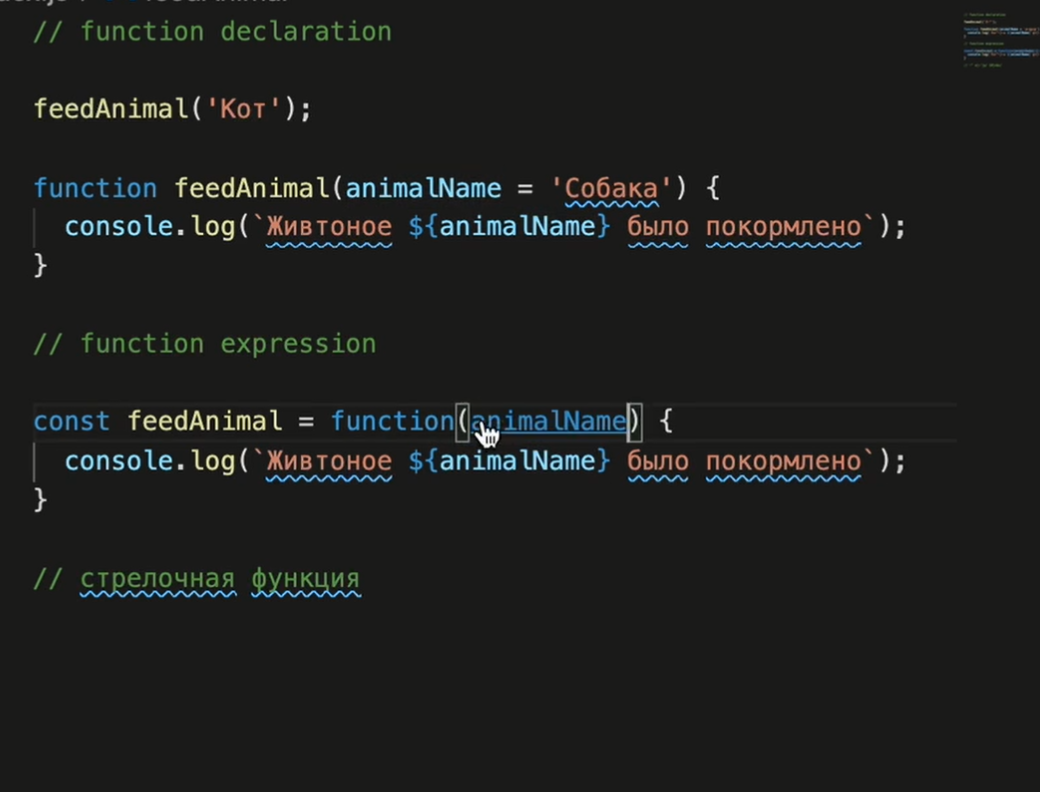 // function declaration
feedAnimal('Кот');
function feedAnimal(animalName = 'Собака') {
console.log(`Живтоное ${animalName} было покормлено`);
}
// function expression
const feedAnimal = function(animalName) {
console.log(`Живтоное ${animalName} было покормлено`);
}
// стрелочная функция